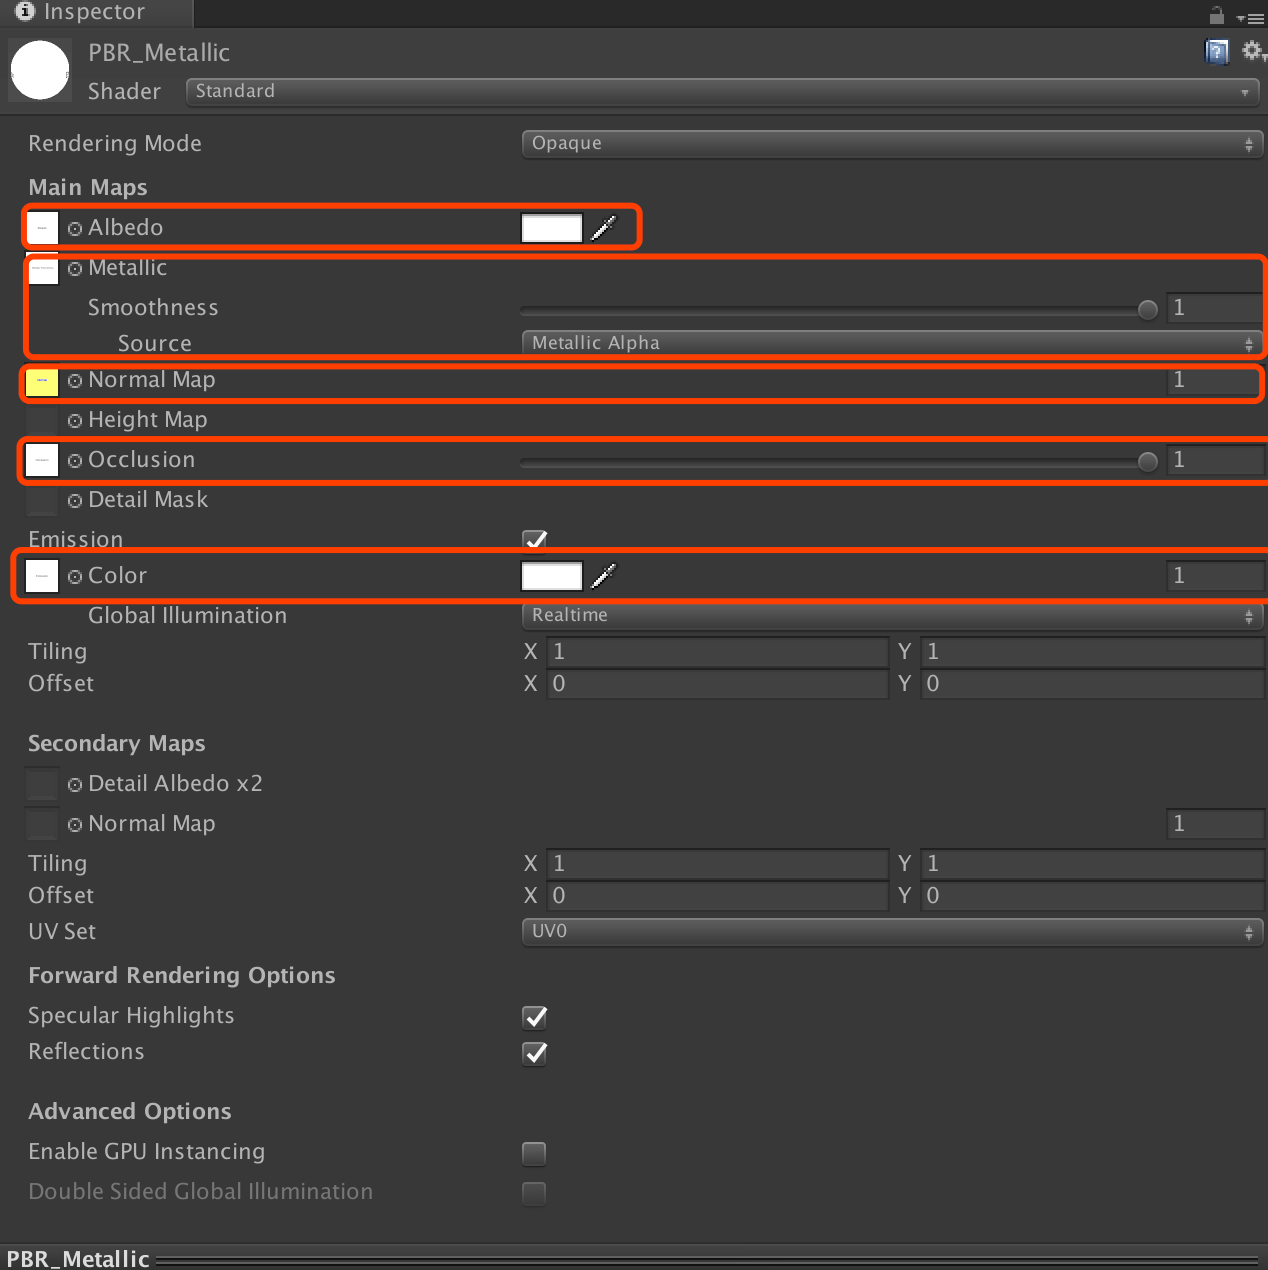 Inspector
PBR_Metallic
Shader Standard
Rendering Mode Opaque
Main Maps
Albedo
Metallic
Smoothness 1
Source Metallic Alpha
Normal Map 1
Height Map
Occlusion 1
Detail Mask
Emission
Color 1
Global Illumination Realtime
Tiling X 1 Y 1
Offset X 0 Y 0
Secondary Maps
Detail Albedo x2
Normal Map 1
Tiling X 1 Y 1
Offset X 0 Y 0
UV Set UV0
Forward Rendering Options
Specular Highlights
Reflections
Advanced Options
Enable GPU Instancing
Double Sided Global Illumination
PBR_Metallic